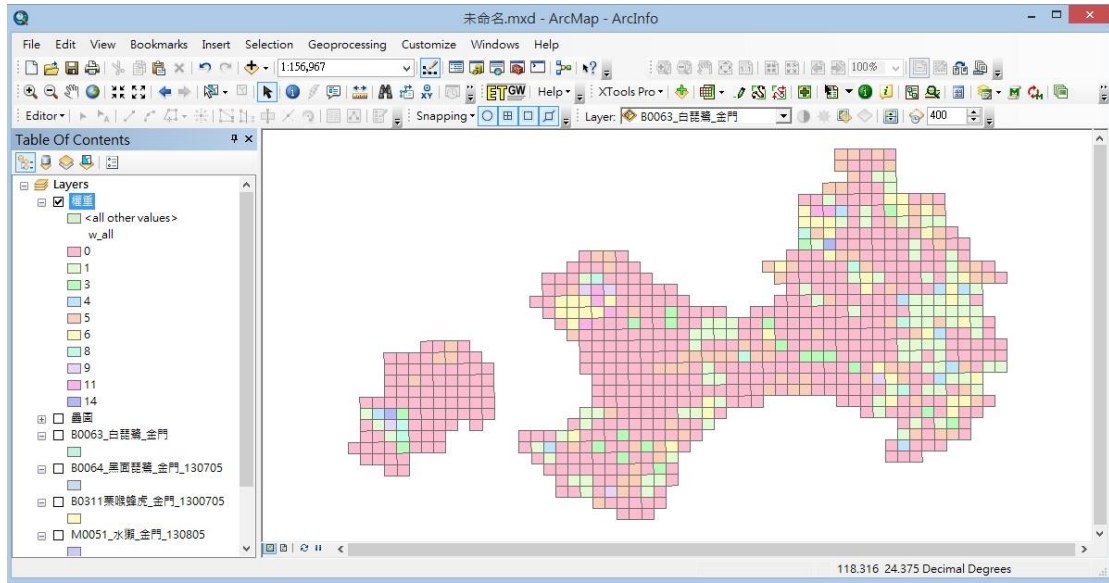 未命名.mxd - ArcMap - ArcInfo
File Edit View Bookmarks Insert Selection Geoprocessing Customize Windows Help
1:156,967
100%
ET GW Help XTools Pro
Editor Snapping Layer: B0063_白琵鷺_金門 400
Table Of Contents
Layers
權重
<all other values>
w_all
0
1
3
4
5
6
8
9
11
14
B0063_白琵鷺_金門
B0064_黑面琵鷺_金門_130705
B0311栗喉蜂虎_金門_1300705
M0051_水獺_金門_130805
118.316 24.375 Decimal Degrees